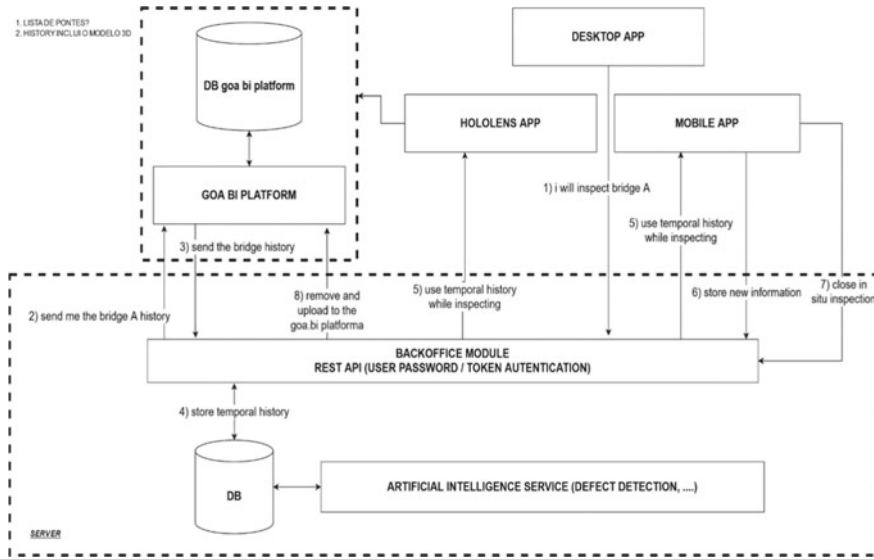 1. LISTA DE PONTES?
2. HISTORY INCLUI O MODELO 3D
DESKTOP APP
DB goa bi platform
HOLOLENS APP
MOBILE APP
GOA BI PLATFORM
1) i will inspect bridge A
3) send the bridge history
5) use temporal history
while inspecting
2) send me the bridge A history
8) remove and
upload to the
goa.bi platforma
5) use temporal history
while inspecting
6) store new information
7) close in
situ inspection
BACKOFFICE MODULE
REST API (USER PASSWORD / TOKEN AUTENTICATION)
4) store temporal history
DB
ARTIFICIAL INTELLIGENCE SERVICE (DEFECT DETECTION, ....)
SERVER